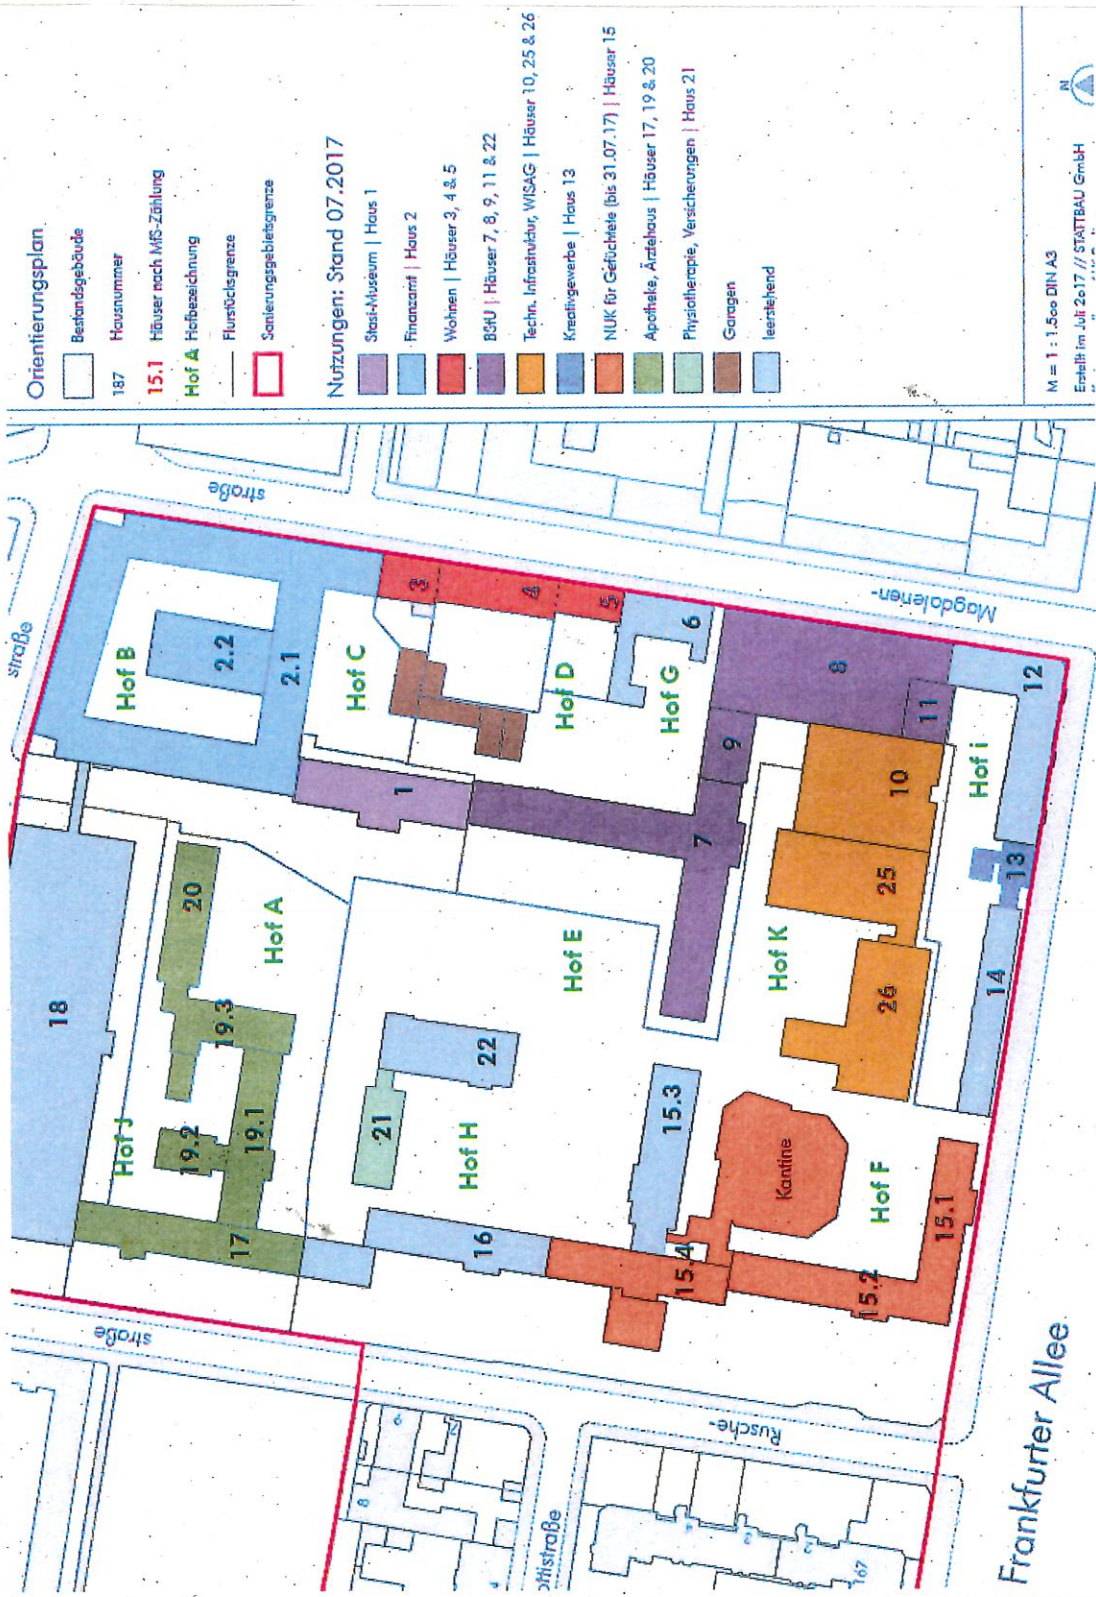 Orientierungsplan
Bestandsgebäude
187 Hausnummer
15.1 Häuser nach MfS-Zählung
Hof A Hofbezeichnung
Flurstücksgrenze
Sanierungsgebietsgrenze
Nutzungen: Stand 07.2017
Stasi-Museum | Haus 1
Finanzamt | Haus 2
Wohnen | Häuser 3, 4 & 5
BStU | Häuser 7, 8, 9, 11 & 22
Techn. Infrastruktur, WISAG | Häuser 10, 25 & 26
Kreativgewerbe | Haus 13
NUK für Geflüchtete (bis 31.07.17) | Häuser 15
Apotheke, Ärztehaus | Häuser 17, 19 & 20
Physiotherapie, Versicherungen | Haus 21
Garagen
leerstehend
M = 1 : 1.500 DIN A3
Erstellt im Juli 2017 // STATTBAU GmbH
N
straße
straße
straße
Hof B
2.2
2.1
18
Hof J
20
19.3
19.2
19.1
17
Hof A
1
Hof C
3
4
5
Hof D
6
Hof G
Hof E
22
21
Hof H
16
7
9
8
11
12
10
25
26
Hof K
Hof i
13
14
15.3
15.4
Kantine
Hof F
15.2
15.1
Magdalenen-
Rusche-
8
9
167
Frankfurter Allee